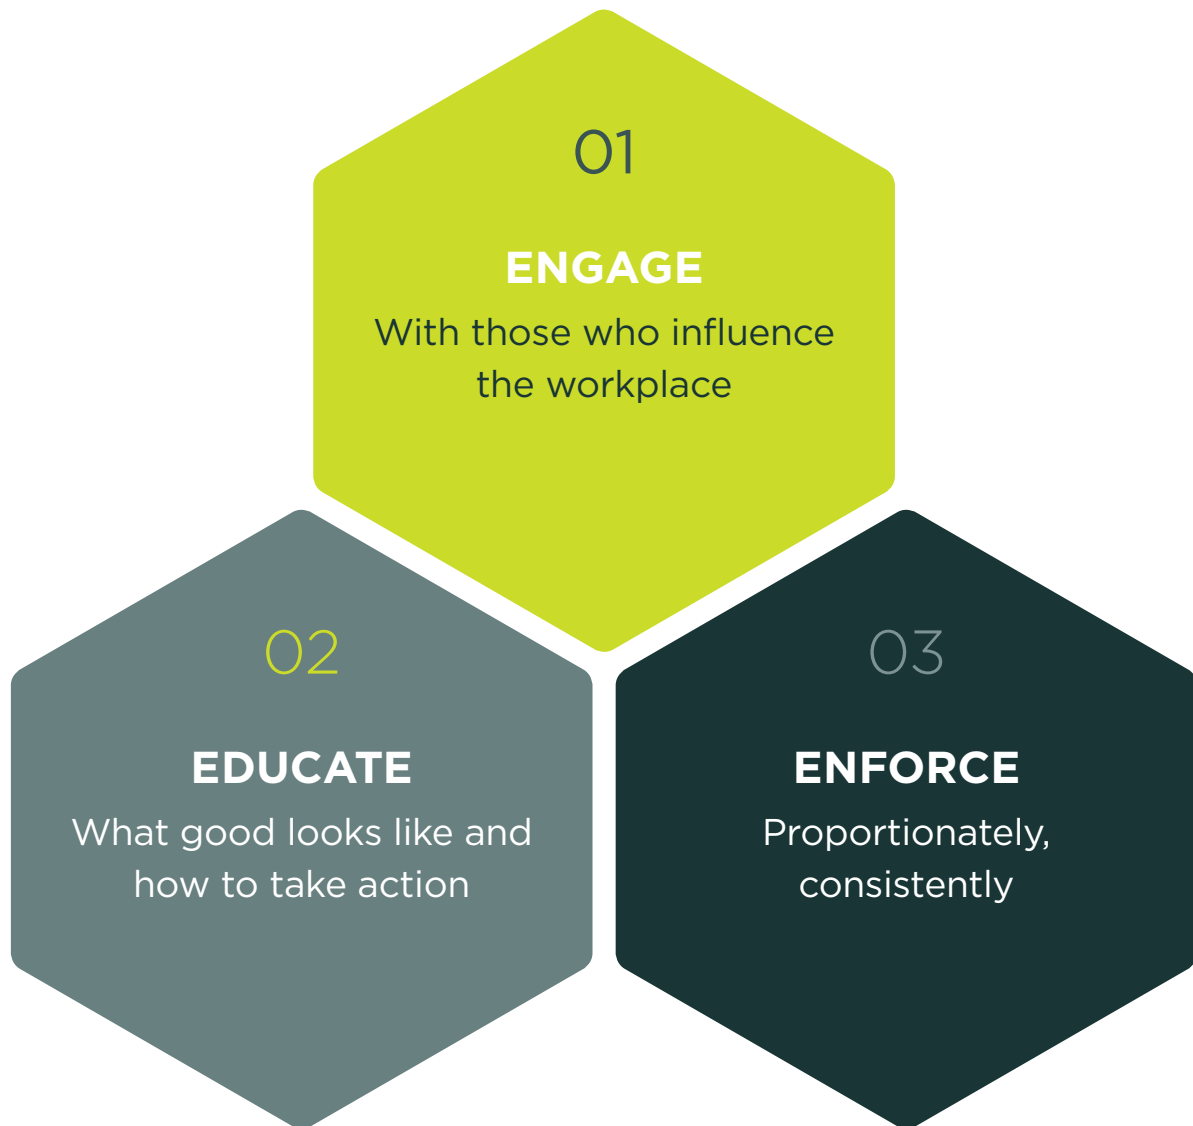 01
ENGAGE
With those who influence
the workplace
02
EDUCATE
What good looks like and
how to take action
03
ENFORCE
Proportionately,
consistently